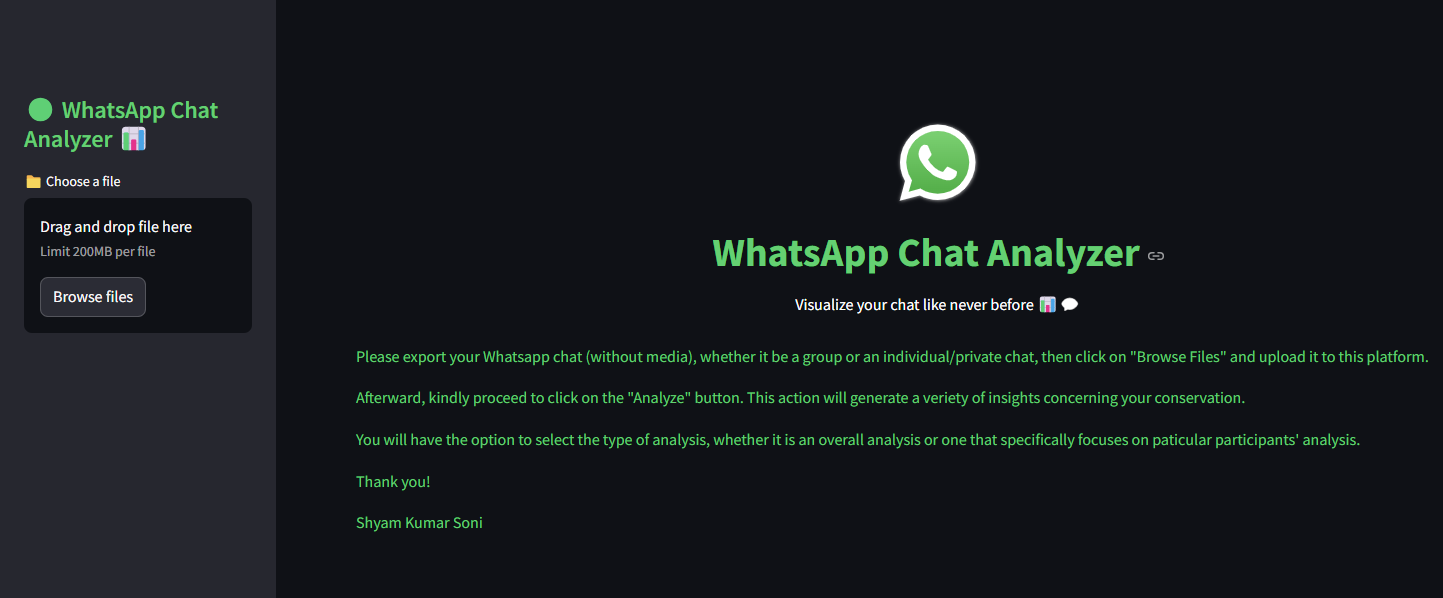 🟢 WhatsApp Chat
Analyzer 📊
📁 Choose a file
Drag and drop file here
Limit 200MB per file
Browse files
WhatsApp Chat Analyzer
Visualize your chat like never before 📊 💬
Please export your Whatsapp chat (without media), whether it be a group or an individual/private chat, then click on "Browse Files" and upload it to this platform.
Afterward, kindly proceed to click on the "Analyze" button. This action will generate a veriety of insights concerning your conservation.
You will have the option to select the type of analysis, whether it is an overall analysis or one that specifically focuses on paticular participants' analysis.
Thank you!
Shyam Kumar Soni